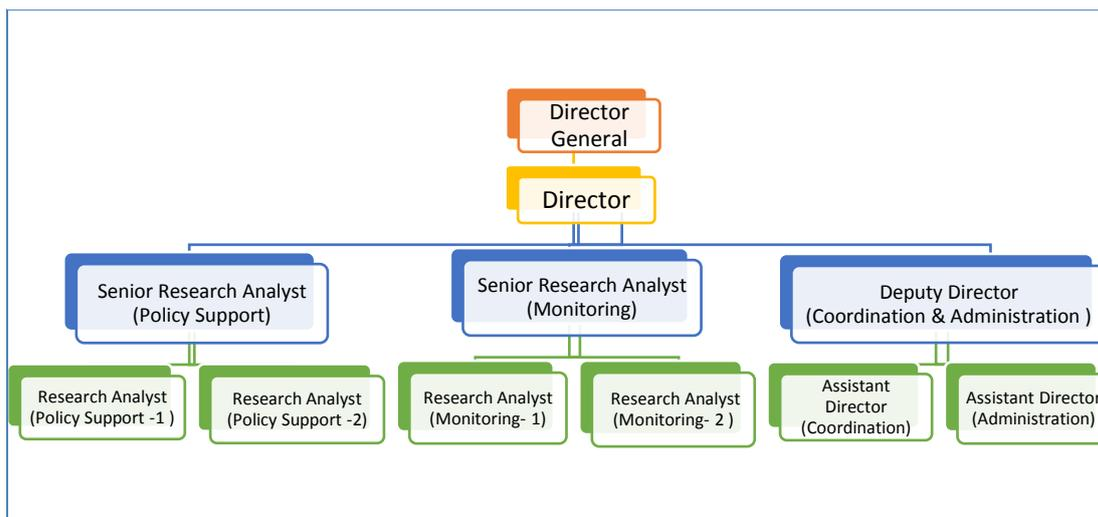 Director
General
Director
Senior Research Analyst
(Policy Support)
Senior Research Analyst
(Monitoring)
Deputy Director
(Coordination & Administration )
Research Analyst
(Policy Support -1 )
Research Analyst
(Policy Support -2)
Research Analyst
(Monitoring- 1)
Research Analyst
(Monitoring- 2 )
Assistant
Director
(Coordination)
Assistant Director
(Administration)